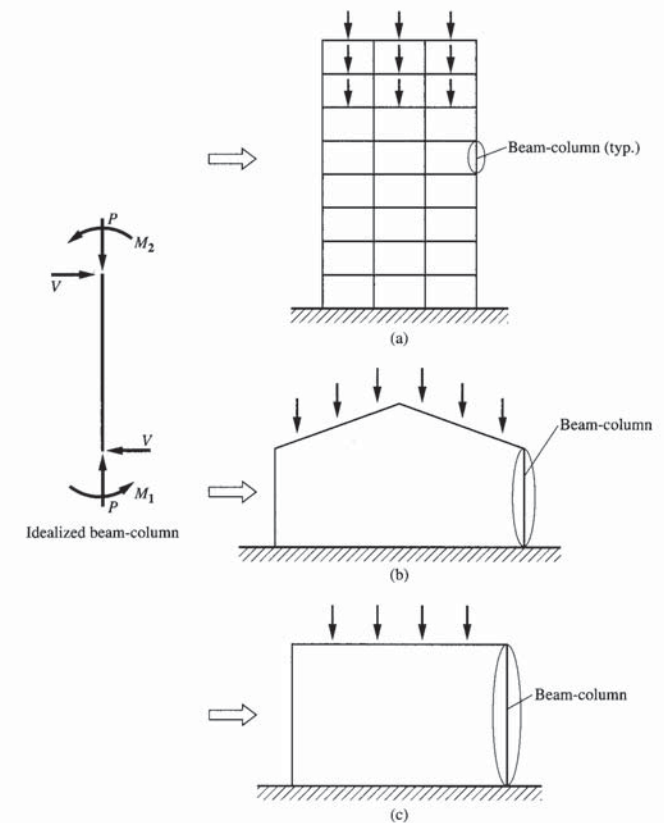 Beam-column (typ.)
P
M2
V
(a)
Beam-column
V
M1
P
Idealized beam-column
(b)
Beam-column
(c)